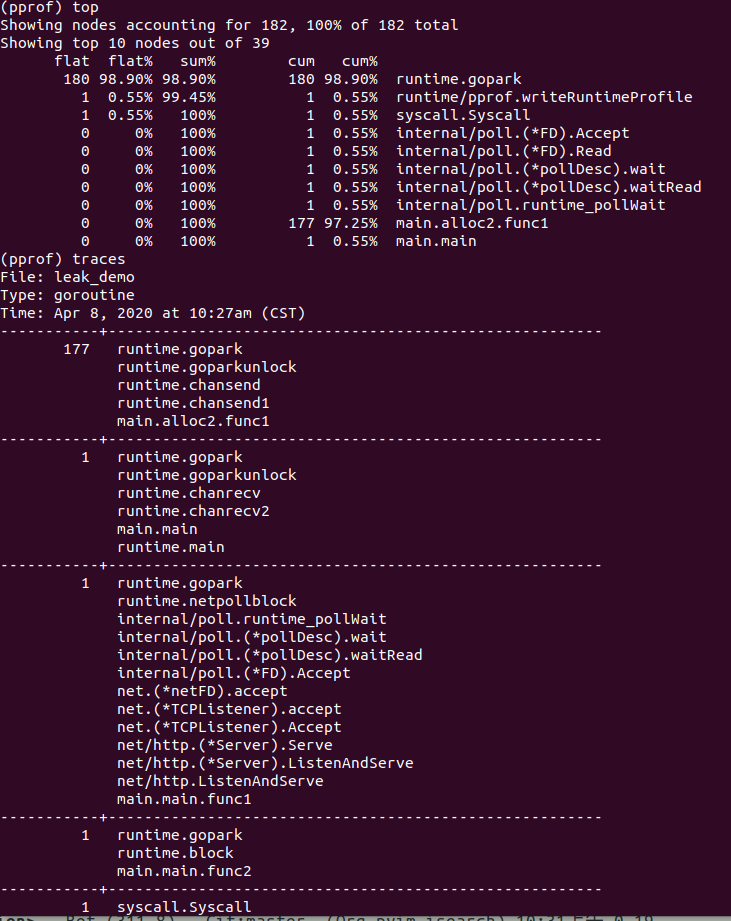 (pprof) top
Showing nodes accounting for 182, 100% of 182 total
Showing top 10 nodes out of 39
      flat  flat%   sum%        cum   cum%
       180 98.90% 98.90%        180 98.90%  runtime.gopark
         1  0.55% 99.45%          1  0.55%  runtime/pprof.writeRuntimeProfile
         1  0.55%   100%          1  0.55%  syscall.Syscall
         0     0%   100%          1  0.55%  internal/poll.(*FD).Accept
         0     0%   100%          1  0.55%  internal/poll.(*FD).Read
         0     0%   100%          1  0.55%  internal/poll.(*pollDesc).wait
         0     0%   100%          1  0.55%  internal/poll.(*pollDesc).waitRead
         0     0%   100%          1  0.55%  internal/poll.runtime_pollWait
         0     0%   100%        177 97.25%  main.alloc2.func1
         0     0%   100%          1  0.55%  main.main
(pprof) traces
File: leak_demo
Type: goroutine
Time: Apr 8, 2020 at 10:27am (CST)
-----------+-------------------------------------------------------
       177   runtime.gopark
             runtime.goparkunlock
             runtime.chansend
             runtime.chansend1
             main.alloc2.func1
-----------+-------------------------------------------------------
         1   runtime.gopark
             runtime.goparkunlock
             runtime.chanrecv
             runtime.chanrecv2
             main.main
             runtime.main
-----------+-------------------------------------------------------
         1   runtime.gopark
             runtime.netpollblock
             internal/poll.runtime_pollWait
             internal/poll.(*pollDesc).wait
             internal/poll.(*pollDesc).waitRead
             internal/poll.(*FD).Accept
             net.(*netFD).accept
             net.(*TCPListener).accept
             net.(*TCPListener).Accept
             net/http.(*Server).Serve
             net/http.(*Server).ListenAndServe
             net/http.ListenAndServe
             main.main.func1
-----------+-------------------------------------------------------
         1   runtime.gopark
             runtime.block
             main.main.func2
-----------+-------------------------------------------------------
         1   syscall.Syscall